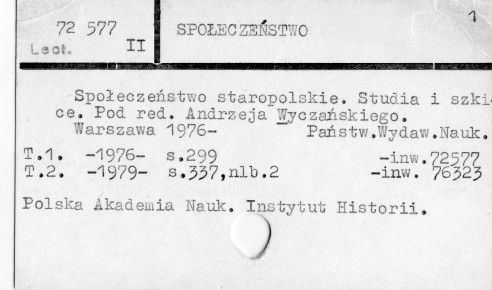 1
72 577 SPOŁECZEŃSTWO
Lect. II
Społeczeństwo staropolskie. Studia i szki-
ce. Pod red. Andrzeja Wyczańskiego.
Warszawa 1976- Państw.Wydaw.Nauk.
T.1. -1976- s.299 -inw.72577
T.2. -1979- s.337,nlb.2 -inw. 76323
Polska Akademia Nauk. Instytut Historii.